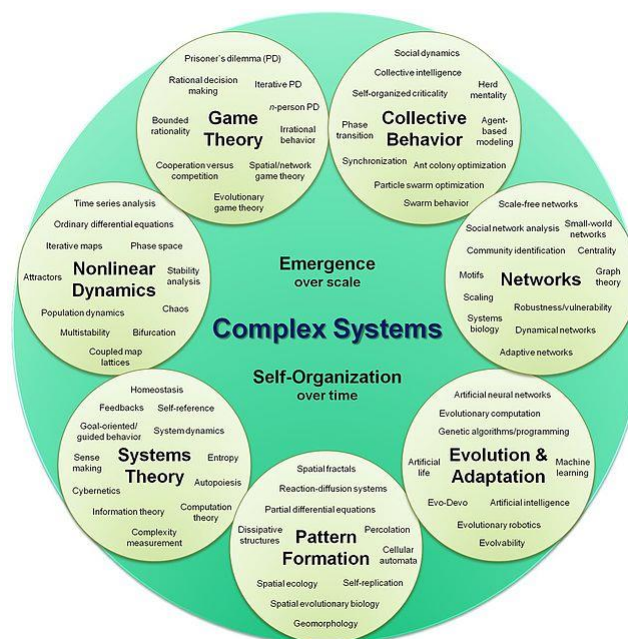 Prisoner's dilemma (PD)
Rational decision
making
Iterative PD
n-person PD
Bounded
rationality
Game
Theory
Irrational
behavior
Cooperation versus
competition
Spatial/network
game theory
Evolutionary
game theory
Social dynamics
Collective intelligence
Self-organized criticality
Herd
mentality
Phase
transition
Collective
Behavior
Agent-
based
modeling
Synchronization
Ant colony optimization
Particle swarm optimization
Swarm behavior
Time series analysis
Ordinary differential equations
Iterative maps
Phase space
Attractors
Nonlinear
Dynamics
Stability
analysis
Population dynamics
Chaos
Multistability
Bifurcation
Coupled map
lattices
Emergence
over scale
Complex Systems
Self-Organization
over time
Scale-free networks
Social network analysis
Small-world
networks
Community identification
Centrality
Motifs
Networks
Graph
theory
Scaling
Robustness/vulnerability
Systems
biology
Dynamical networks
Adaptive networks
Homeostasis
Feedbacks
Self-reference
Goal-oriented/
guided behavior
System dynamics
Sense
making
Systems
Theory
Entropy
Cybernetics
Autopoiesis
Information theory
Computation
theory
Complexity
measurement
Artificial neural networks
Evolutionary computation
Genetic algorithms/programming
Artificial
life
Evolution &
Adaptation
Machine
learning
Evo-Devo
Artificial intelligence
Evolutionary robotics
Evolvability
Spatial fractals
Reaction-diffusion systems
Partial differential equations
Dissipative
structures
Pattern
Formation
Percolation
Cellular
automata
Spatial ecology
Self-replication
Spatial evolutionary biology
Geomorphology